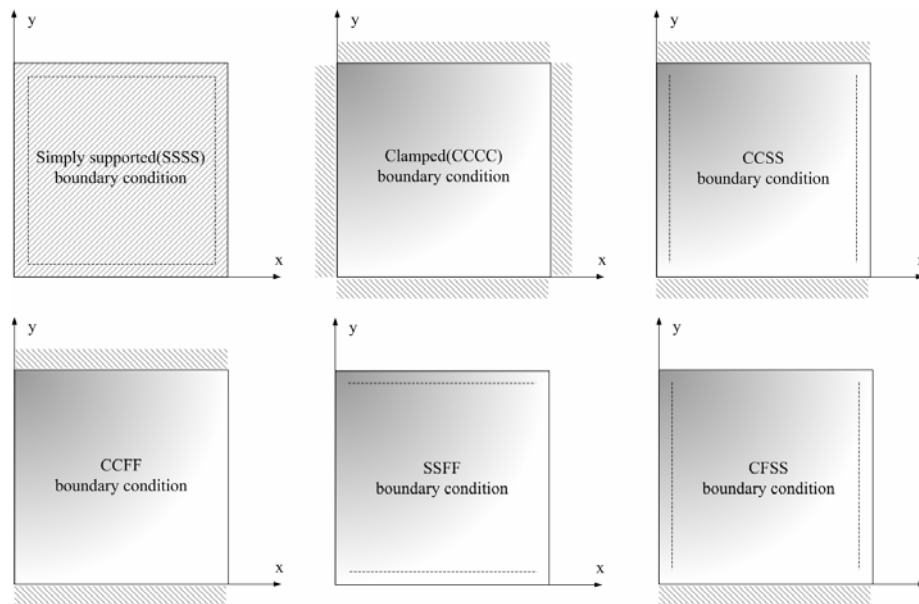 y
Simply supported(SSSS)
boundary condition
x
y
Clamped(CCCC)
boundary condition
x
y
CCSS
boundary condition
x
y
CCFF
boundary condition
x
y
SSFF
boundary condition
x
y
CFSS
boundary condition
x